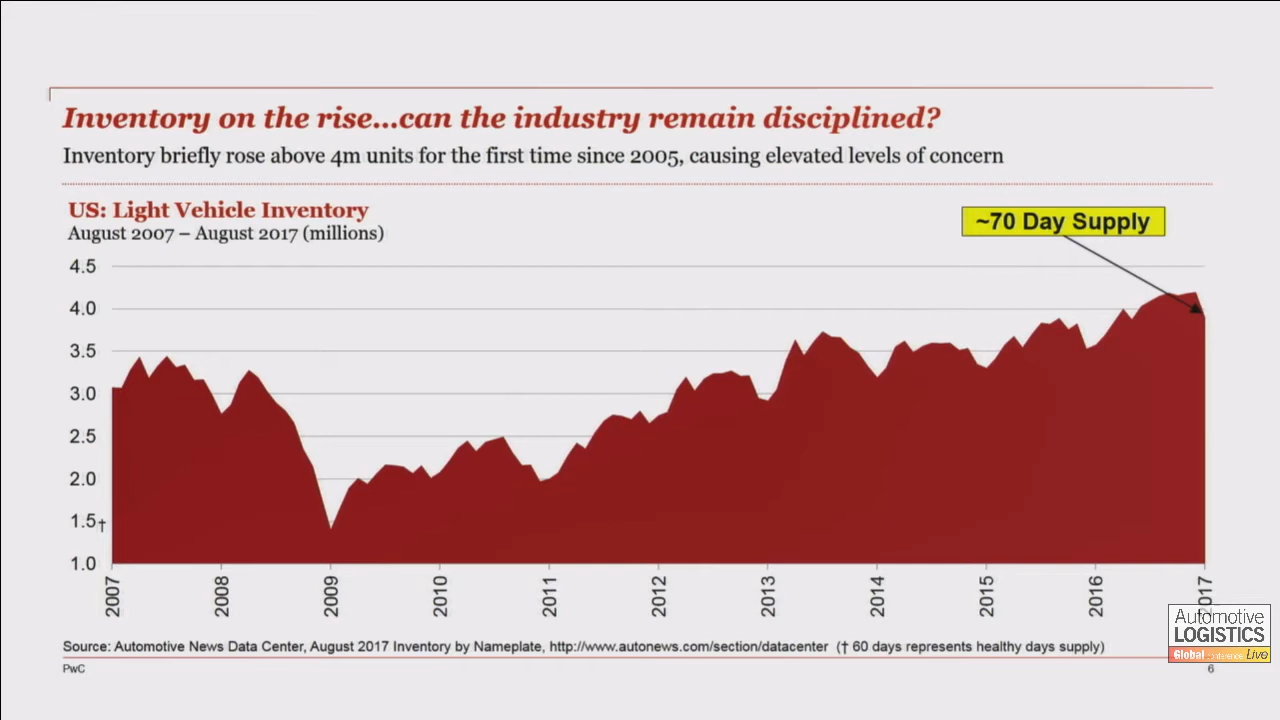 Inventory on the rise...can the industry remain disciplined?
Inventory briefly rose above 4m units for the first time since 2005, causing elevated levels of concern
US: Light Vehicle Inventory
August 2007 – August 2017 (millions)
~70 Day Supply
4.5
4.0
3.5
3.0
2.5
2.0
1.5†
1.0
2007
2008
2009
2010
2011
2012
2013
2014
2015
2016
2017
Automotive
LOGISTICS
Global conference Live
Source: Automotive News Data Center, August 2017 Inventory by Nameplate, http://www.autonews.com/section/datacenter († 60 days represents healthy days supply)
PwC
6